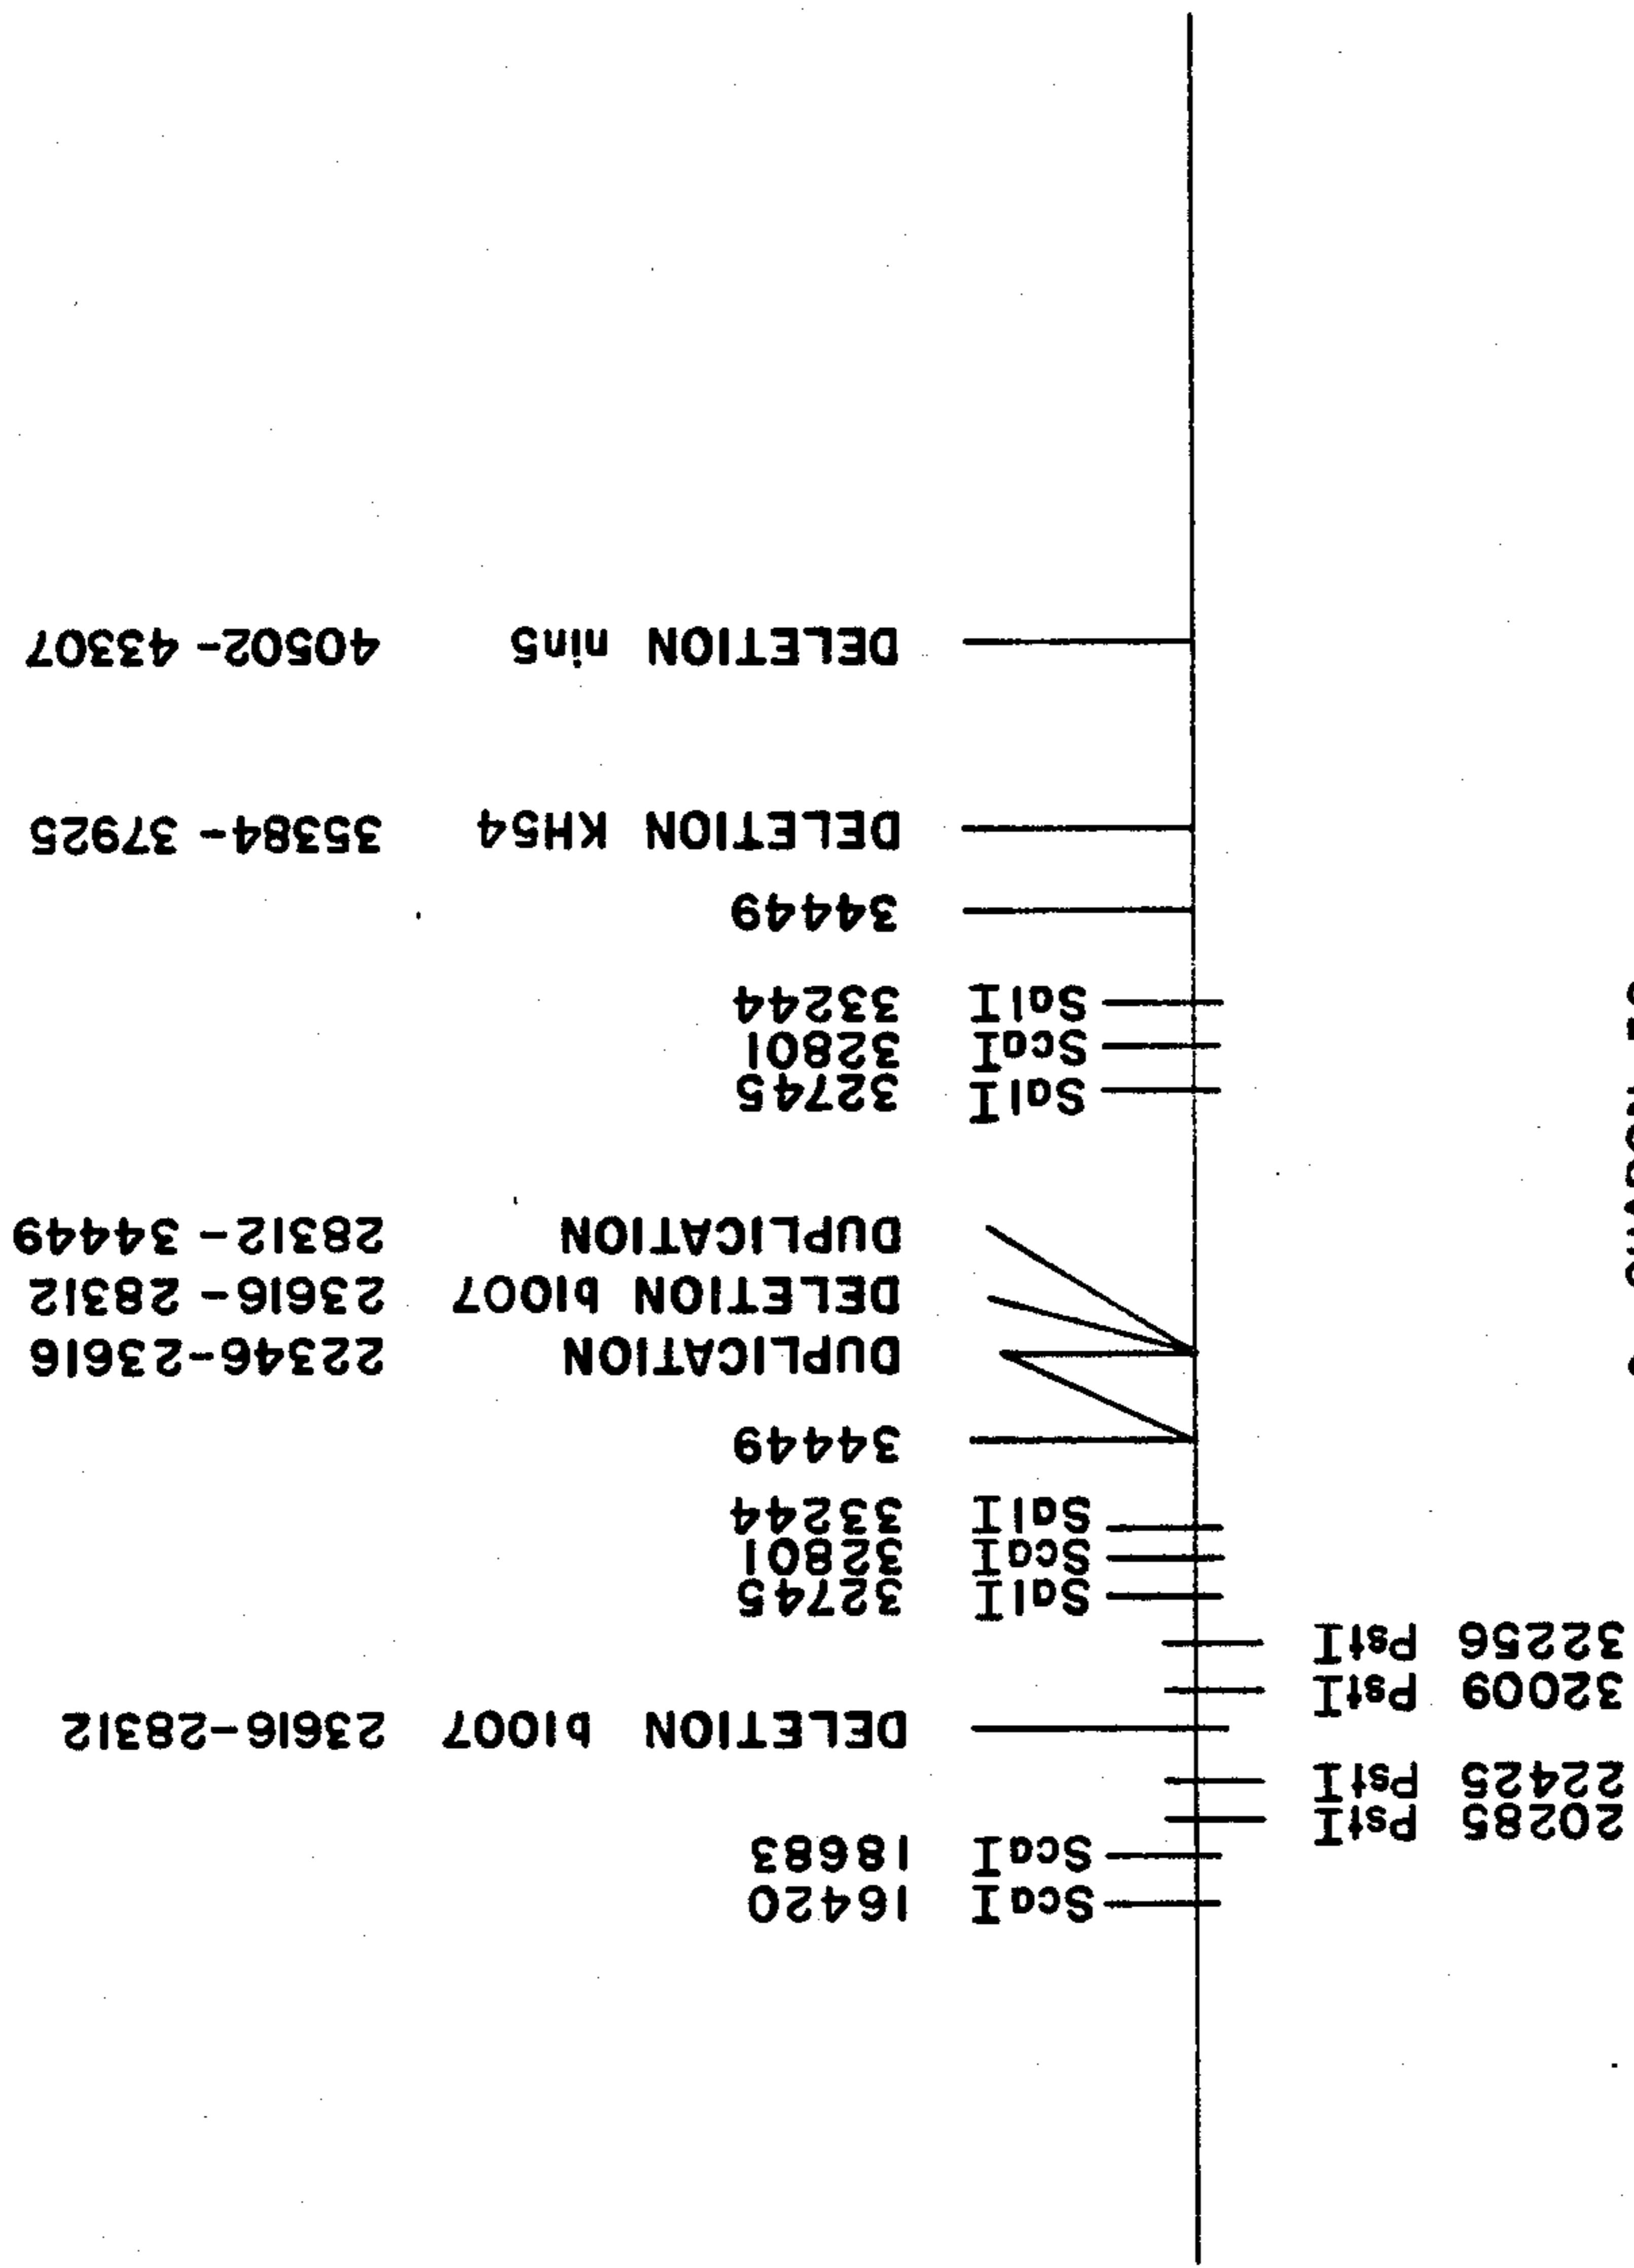 ScaI 16420
ScaI 18683
20285 PstI
22425 PstI
DELETION b1007 23616-28312
32009 PstI
32256 PstI
SalI 32745
ScaI 32801
SalI 33244
34449
DUPLICATION 22346-23616
DELETION b1007 23616-28312
DUPLICATION 28312-34449
SalI 32745
ScaI 32801
SalI 33244
34449
DELETION KH54 35384-37925
DELETION nin5 40502-43307